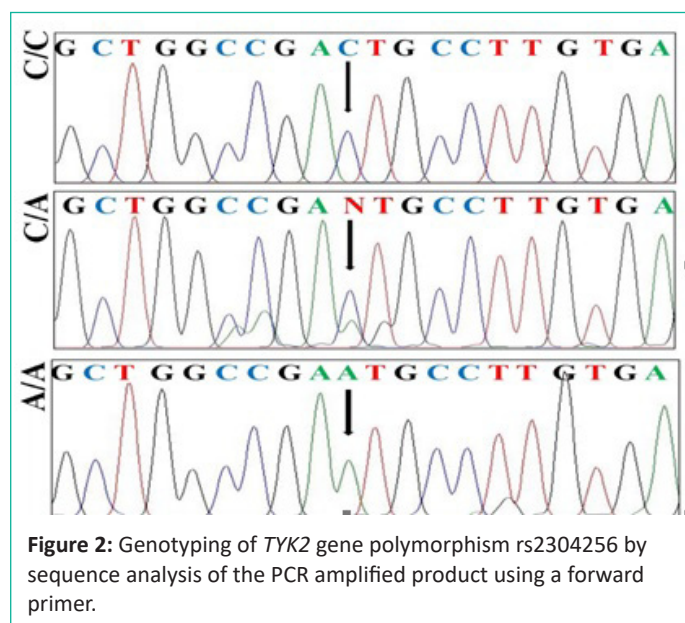 C/C
G C T G G C C G A C T G C C T T G T G A
C/A
G C T G G C C G A N T G C C T T G T G A
A/A
G C T G G C C G A A T G C C T T G T G A
Figure 2: Genotyping of TYK2 gene polymorphism rs2304256 by
sequence analysis of the PCR amplified product using a forward
primer.